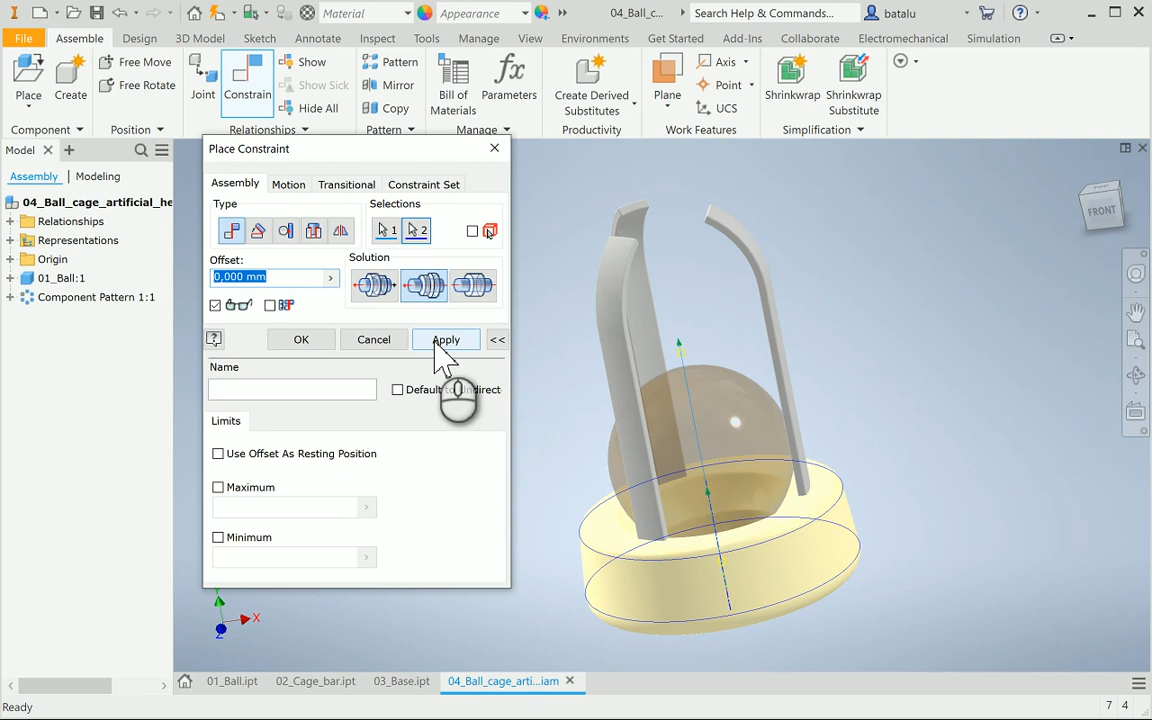 Material
Appearance
04_Ball_c...
Search Help & Commands...
batalu
File
Assemble
Design
3D Model
Sketch
Annotate
Inspect
Tools
Manage
View
Environments
Get Started
Add-Ins
Collaborate
Electromechanical
Simulation
Place
Create
Free Move
Free Rotate
Component
Position
Joint
Constrain
Show
Show Sick
Hide All
Relationships
Pattern
Mirror
Copy
Pattern
Bill of
Materials
Parameters
Manage
Create Derived
Substitutes
Productivity
Plane
Axis
Point
UCS
Work Features
Shrinkwrap
Shrinkwrap
Substitute
Simplification
Model
Assembly
Modeling
04_Ball_cage_artificial_he
Relationships
Representations
Origin
01_Ball:1
Component Pattern 1:1
Place Constraint
Assembly
Motion
Transitional
Constraint Set
Type
Selections
1
2
Offset:
0,000 mm
Solution
OK
Cancel
Apply
<<
Name
Default to Undirect
Limits
Use Offset As Resting Position
Maximum
Minimum
FRONT
X
Y
Z
01_Ball.ipt
02_Cage_bar.ipt
03_Base.ipt
04_Ball_cage_arti...iam
Ready
7
4